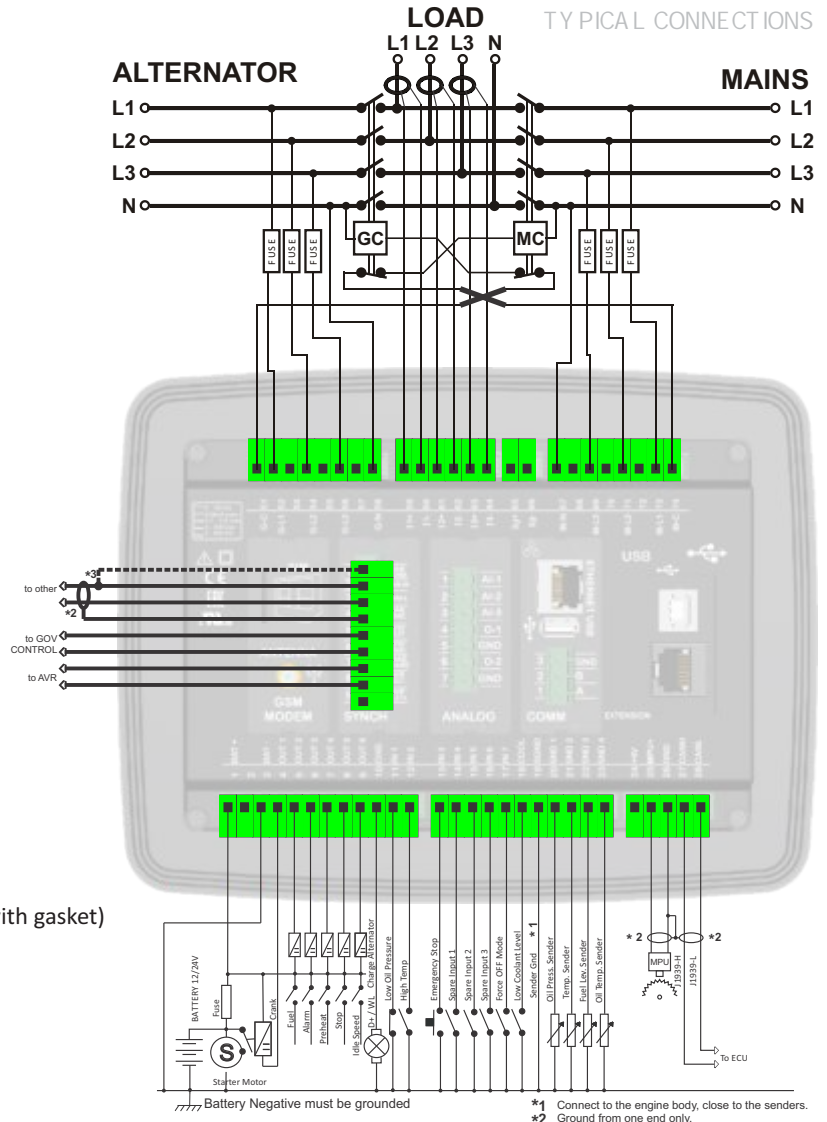 TYPICAL CONNECTIONS
LOAD
L1 L2 L3 N
ALTERNATOR
MAINS
L1
L2
L3
N
L1
L2
L3
N
GC
MC
FUSE
FUSE
FUSE
FUSE
FUSE
FUSE
USB
ETHERNET
USB
*3
to other
*2
to GOV
CONTROL
to AVR
AI-1
AI-2
AI-3
O-1
GND
O-2
GND
GND
B
A
GSM
MODEM
SYNCH
ANALOG
COMM
EXTENSION
with gasket)
BATTERY 12/24V
Fuse
S
Starter Motor
Crank
Fuel
Alarm
Preheat
Stop
Idle Speed
D+ / WL Charge Alternator
Low Oil Pressure
High Temp
Emergency Stop
Spare Input 1
Spare Input 2
Spare Input 3
Force OFF Mode
Low Coolant Level
Sender Gnd *1
Oil Press. Sender
Temp. Sender
Fuel Lev. Sender
Oil Temp. Sender
*2
*2
MPU
J1939-H
J1939-L
To ECU
Battery Negative must be grounded
*1 Connect to the engine body, close to the senders.
*2 Ground from one end only.